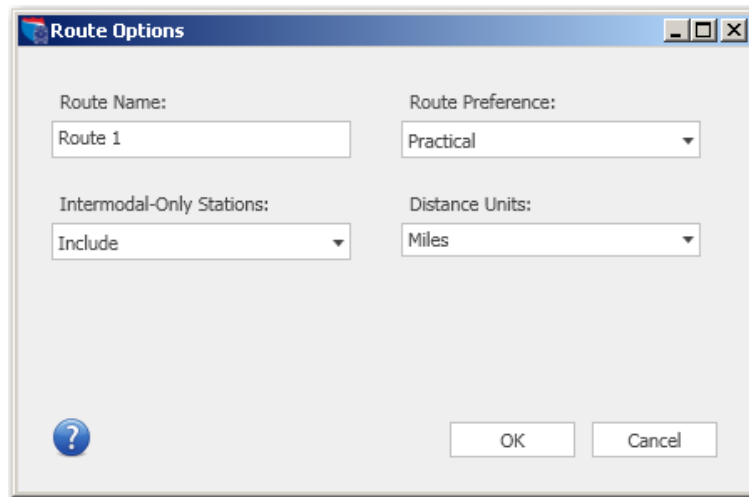 Route Options
Route Name:
Route Preference:
Route 1
Practical
Intermodal-Only Stations:
Distance Units:
Include
Miles
?
OK
Cancel